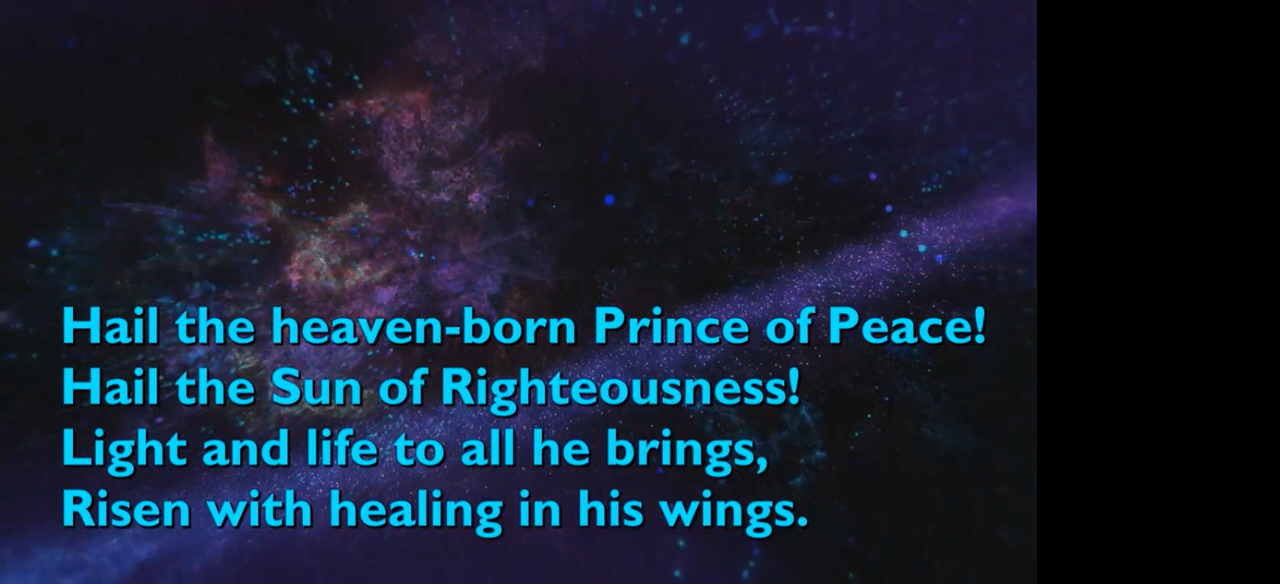 Hail the heaven-born Prince of Peace!
Hail the Sun of Righteousness!
Light and life to all he brings,
Risen with healing in his wings.